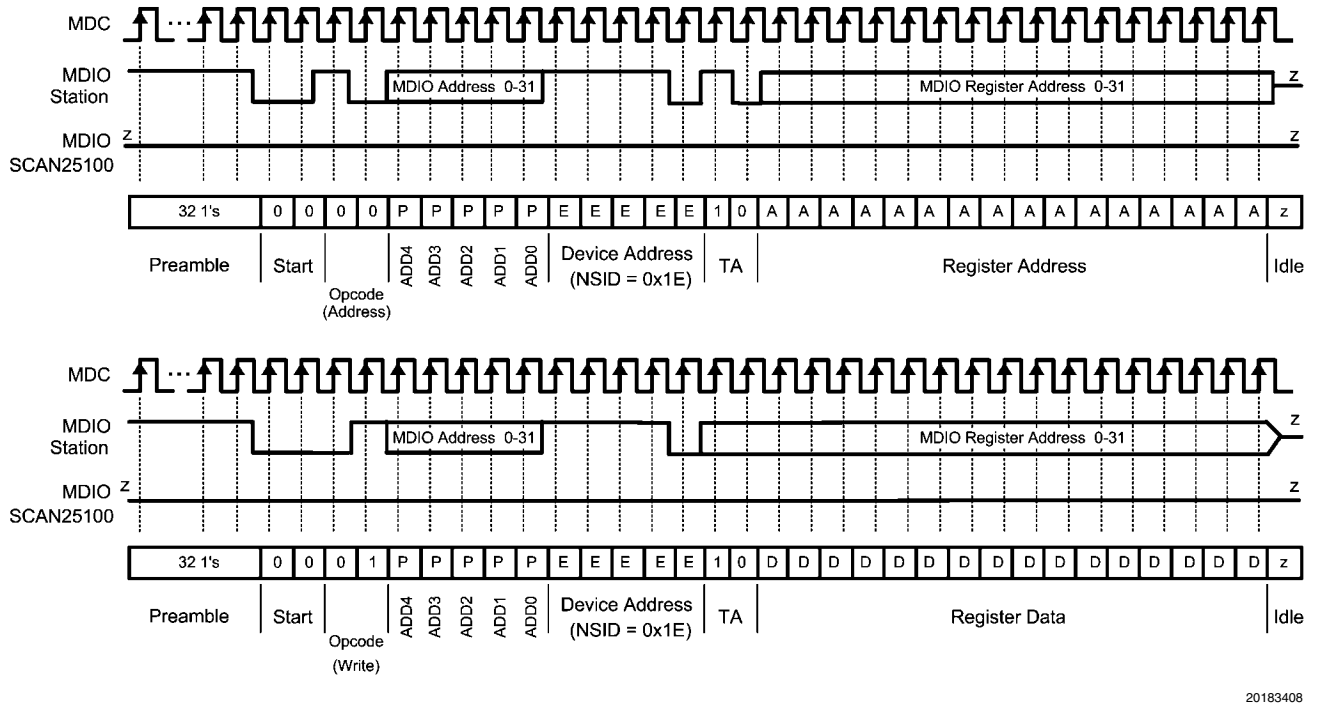 MDC
MDIO Station
MDIO Address 0-31
MDIO Register Address 0-31
z
MDIO SCAN25100
z
z
32 1's 0 0 0 0 P P P P P E E E E E 1 0 A A A A A A A A A A A A A A A A z
Preamble
Start
Opcode
(Address)
ADD4
ADD3
ADD2
ADD1
ADD0
Device Address
(NSID = 0x1E)
TA
Register Address
Idle
MDC
MDIO Station
MDIO Address 0-31
MDIO Register Address 0-31
z
MDIO SCAN25100
z
z
32 1's 0 0 0 1 P P P P P E E E E E 1 0 D D D D D D D D D D D D D D D D z
Preamble
Start
Opcode
(Write)
ADD4
ADD3
ADD2
ADD1
ADD0
Device Address
(NSID = 0x1E)
TA
Register Data
Idle
20183408